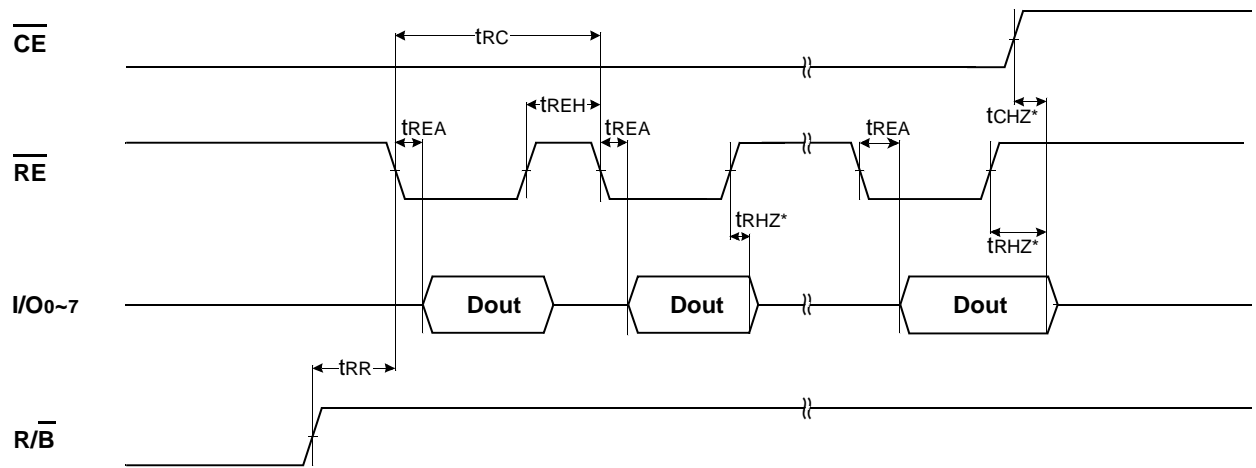 CE
tRC
tREH
tCHZ*
tREA
tREA
tREA
RE
tRHZ*
tRHZ*
I/O0~7
Dout
Dout
Dout
tRR
R/B